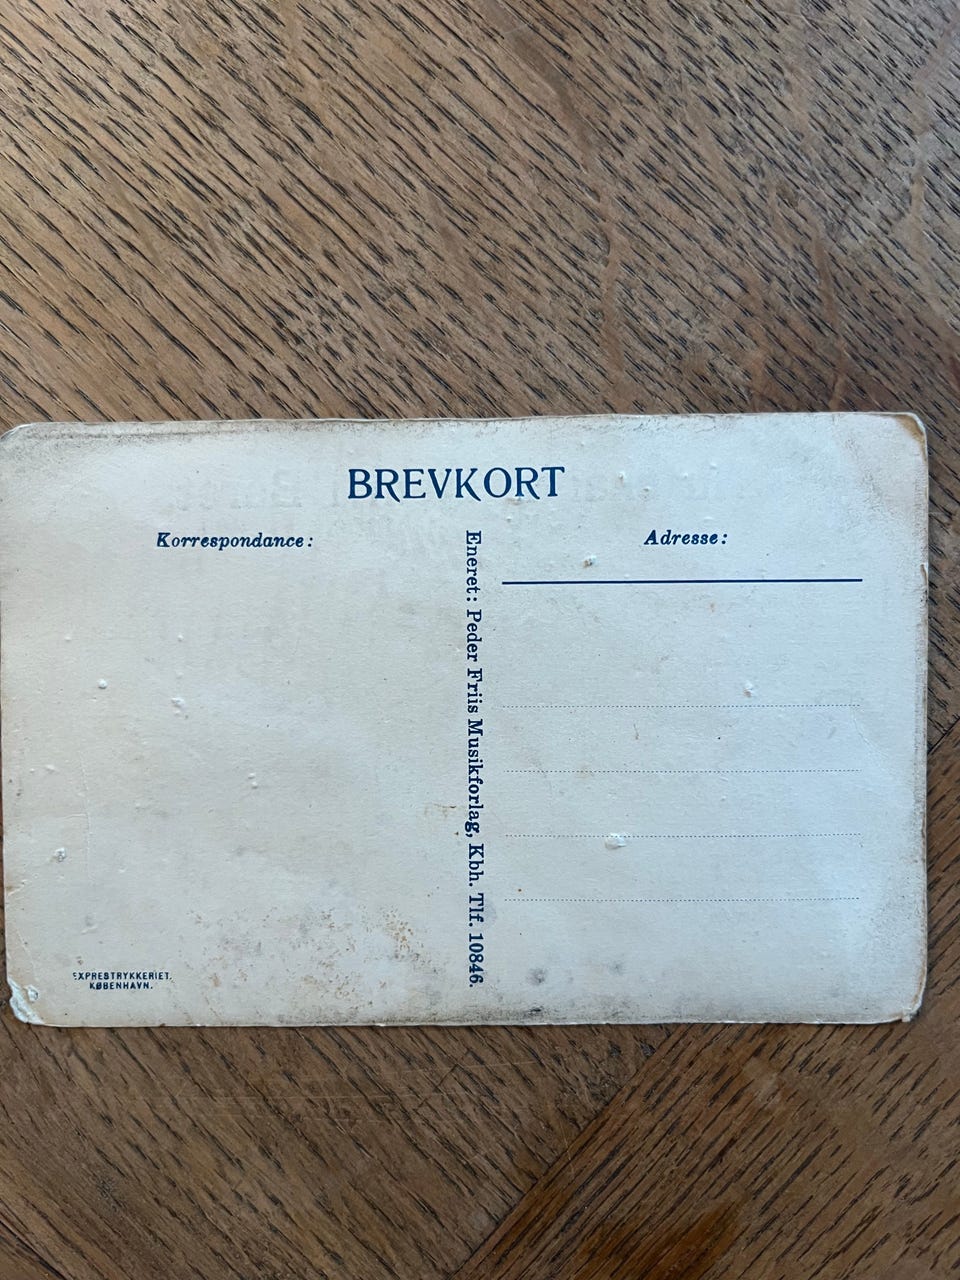 BREVKORT
Korrespondance:
Adresse:
Eneret: Peder Friis Musikforlag, Kbh. Tlf. 10846.
EXPRESTRYKKERIET.
KØBENHAVN.